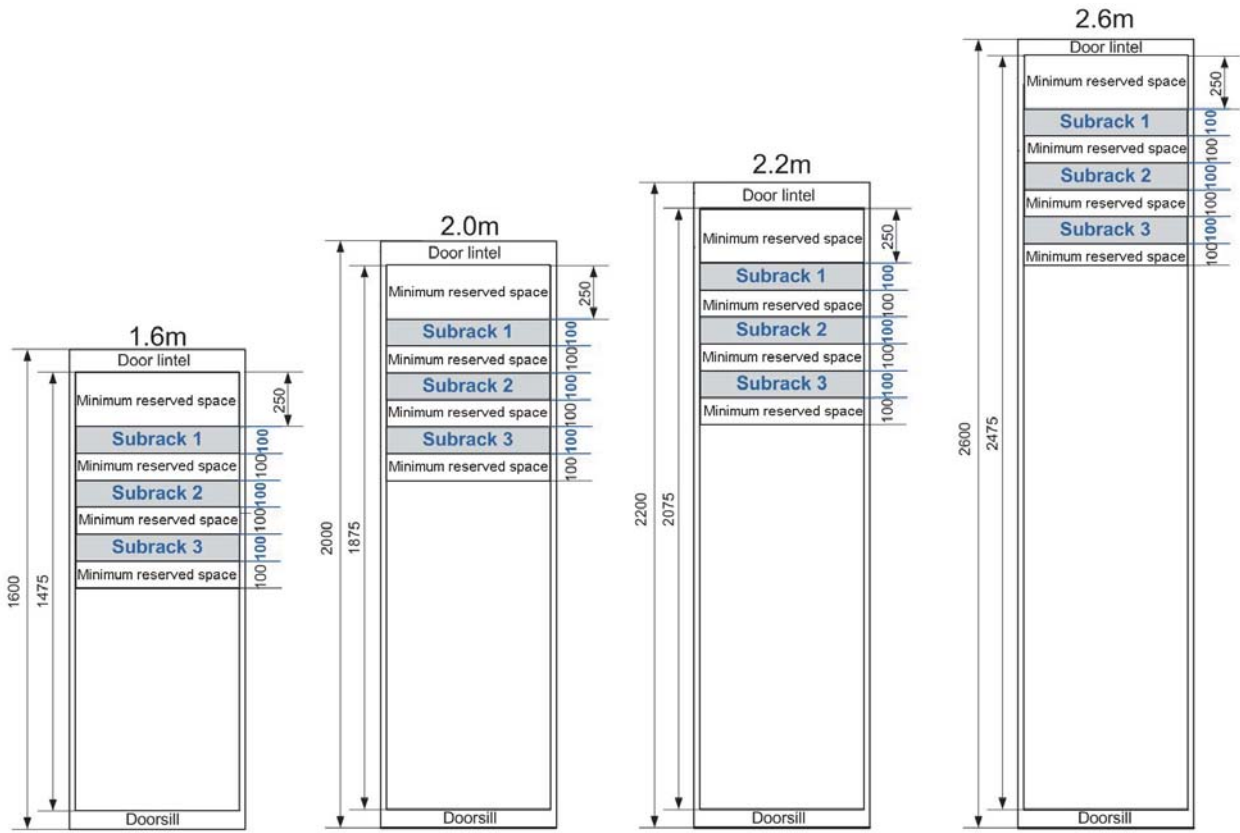 1.6m
Door lintel
Minimum reserved space
250
Subrack 1
100
Minimum reserved space
100
Subrack 2
100
Minimum reserved space
100
Subrack 3
100
Minimum reserved space
100
1600
1475
Doorsill
2.0m
Door lintel
Minimum reserved space
250
Subrack 1
100
Minimum reserved space
100
Subrack 2
100
Minimum reserved space
100
Subrack 3
100
Minimum reserved space
100
2000
1875
Doorsill
2.2m
Door lintel
Minimum reserved space
250
Subrack 1
100
Minimum reserved space
100
Subrack 2
100
Minimum reserved space
100
Subrack 3
100
Minimum reserved space
100
2200
2075
Doorsill
2.6m
Door lintel
Minimum reserved space
250
Subrack 1
100
Minimum reserved space
100
Subrack 2
100
Minimum reserved space
100
Subrack 3
100
Minimum reserved space
100
2600
2475
Doorsill